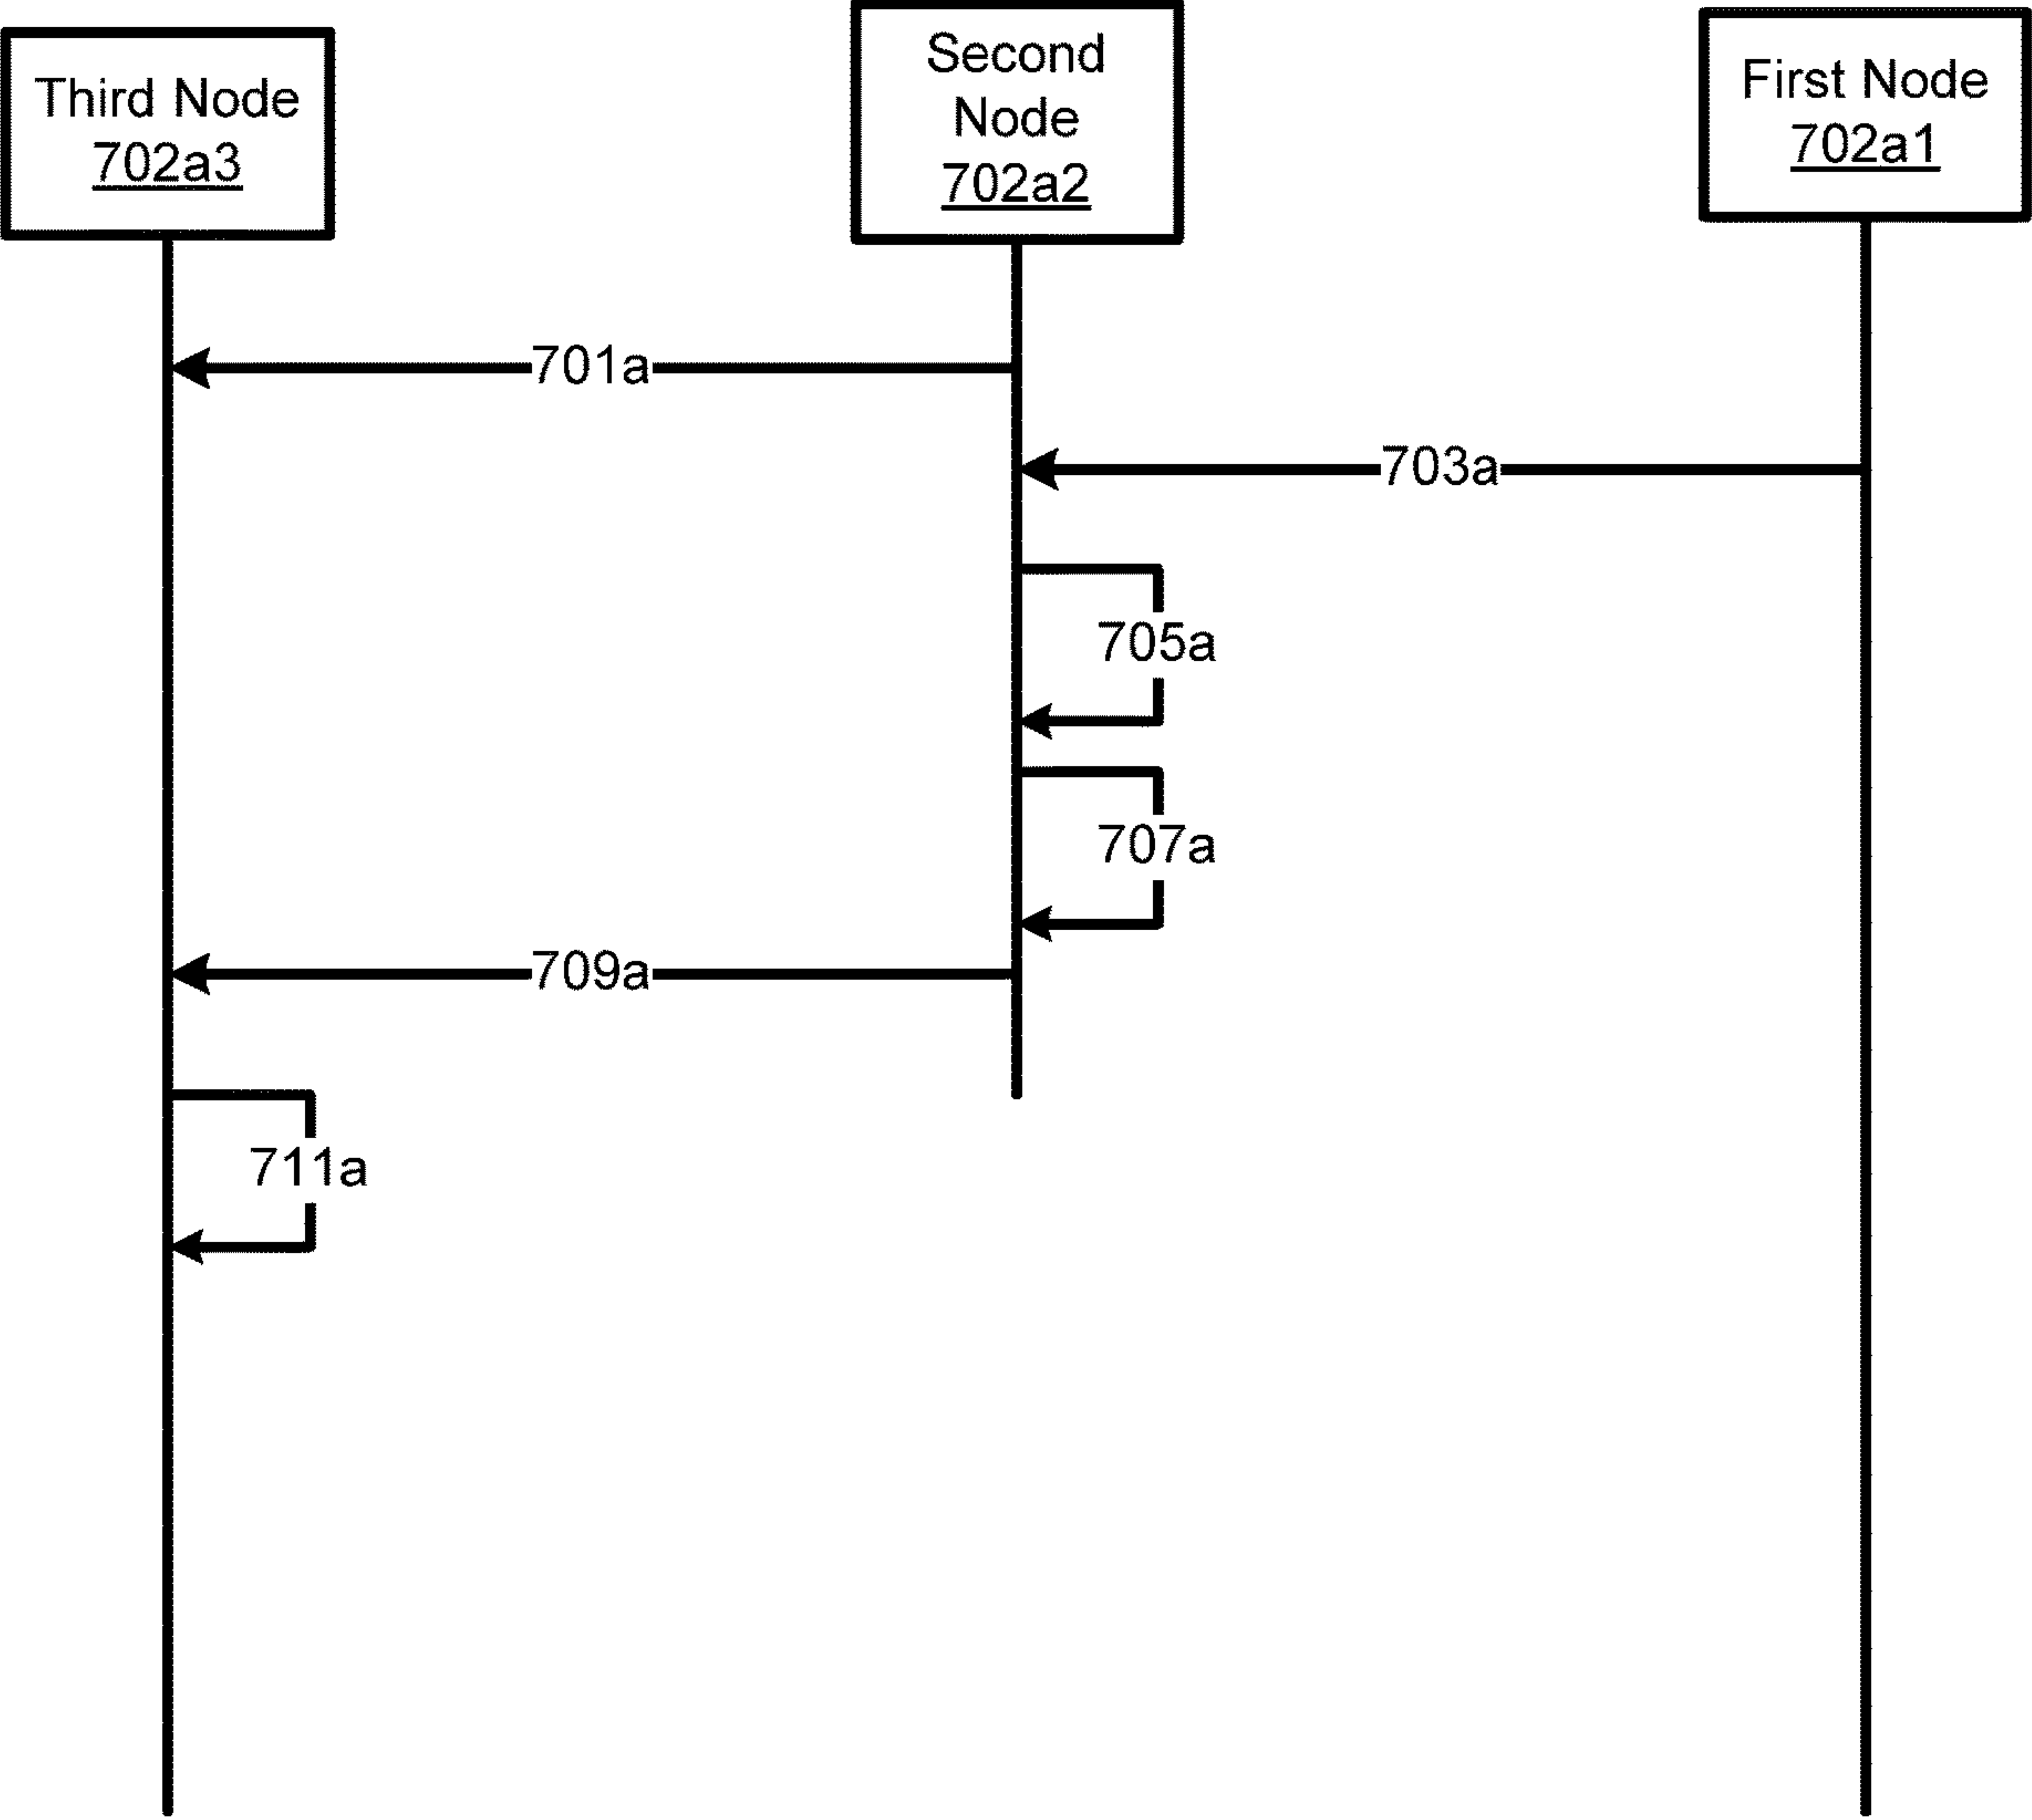 Third Node
702a3
Second
Node
702a2
First Node
702a1
701a
703a
705a
707a
709a
711a